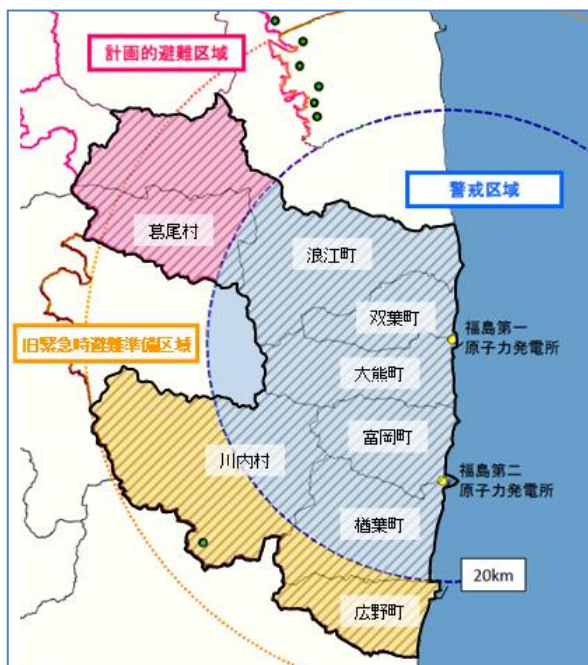 計画的避難区域
警戒区域
葛尾村
浪江町
双葉町
福島第一
原子力発電所
旧緊急時避難準備区域
大熊町
富岡町
川内村
福島第二
原子力発電所
楢葉町
20km
広野町